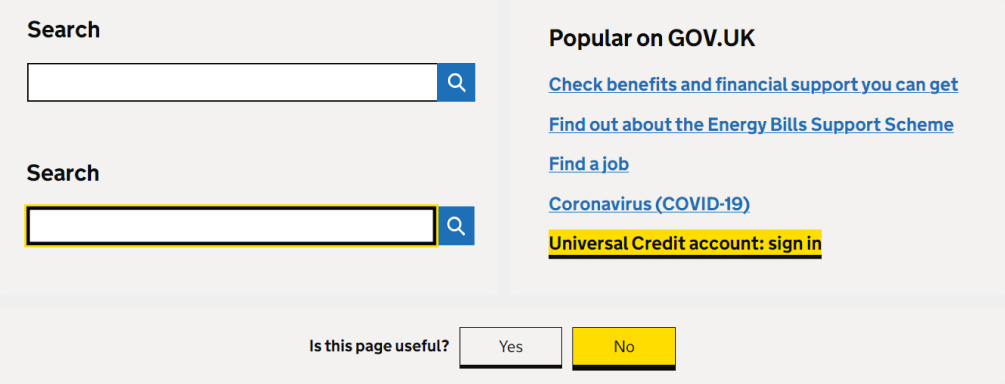 Search
Search
Popular on GOV.UK
Check benefits and financial support you can get
Find out about the Energy Bills Support Scheme
Find a job
Coronavirus (COVID-19)
Universal Credit account: sign in
Is this page useful? Yes No